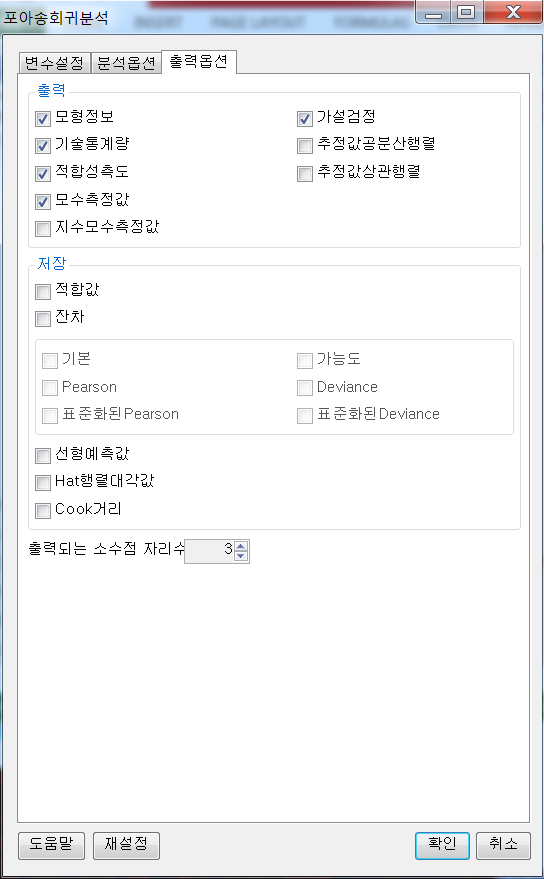 포아송회귀분석
INSERT PAGE LAYOUT FORMULAS
변수설정 분석옵션 출력옵션
출력
모형정보 가설검정
기술통계량 추정값공분산행렬
적합성측도 추정값상관행렬
모수측정값
지수모수측정값
저장
적합값
잔차
기본 가능도
Pearson Deviance
표준화된Pearson 표준화된Deviance
선형예측값
Hat행렬대각값
Cook거리
출력되는 소수점 자리수 3
도움말 재설정 확인 취소